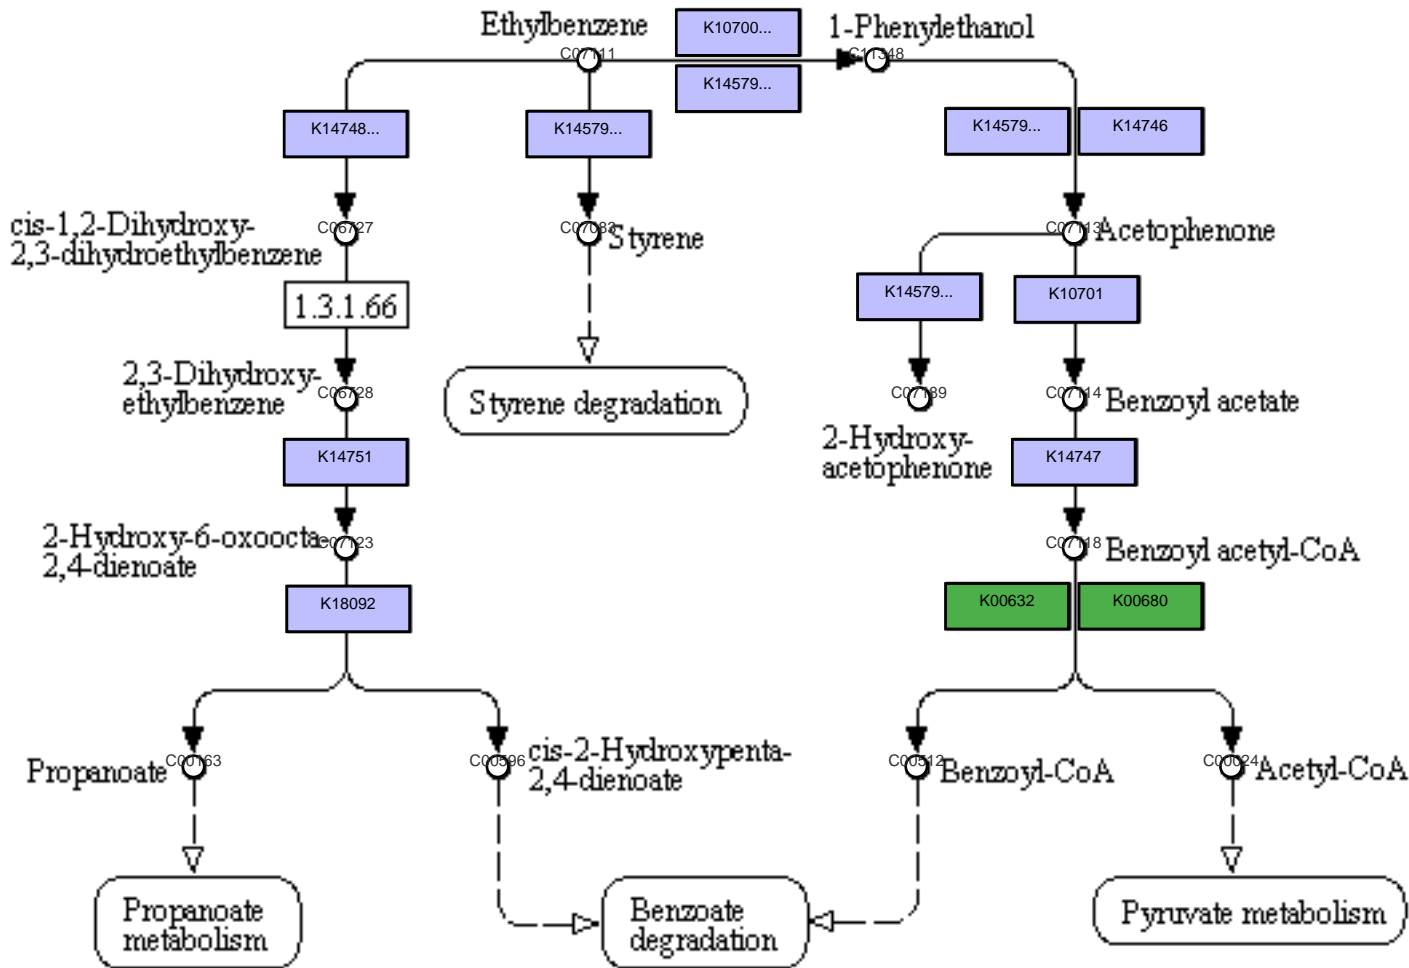 Ethylbenzene
C07111
K10700...
K14579...
1-Phenylethanol
C11348
K14748...
K14579...
K14579...
K14746
cis-1,2-Dihydroxy-
2,3-dihydroethylbenzene
C06727
C07083
Styrene
C07113
Acetophenone
1.3.1.66
K14579...
K10701
2,3-Dihydroxy-
ethylbenzene
C06728
Styrene degradation
C07189
2-Hydroxy-
acetophenone
C07114
Benzoyl acetate
K14751
K14747
2-Hydroxy-6-oxoocta-
2,4-dienoate
C07123
C07118
Benzoyl acetyl-CoA
K18092
K00632
K00680
Propanoate
C00163
C00596
cis-2-Hydroxypenta-
2,4-dienoate
C00512
Benzoyl-CoA
C00024
Acetyl-CoA
Propanoate
metabolism
Benzoate
degradation
Pyruvate metabolism